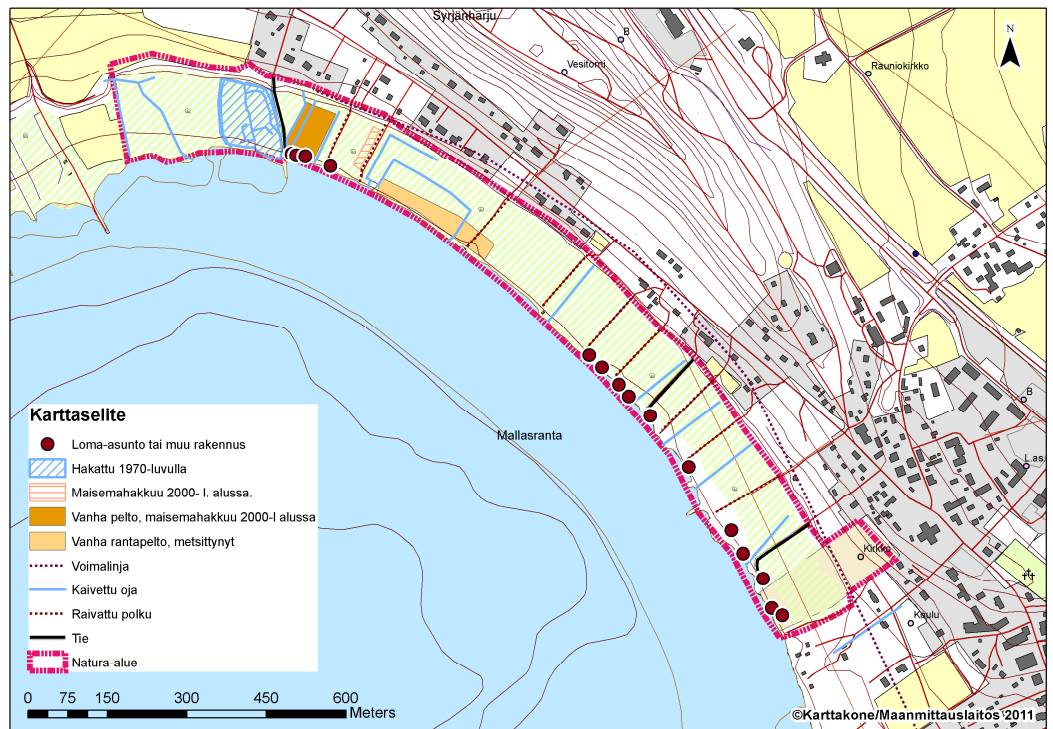 Syrjänharju
B
N
Vesitorni
Rauniokirkko
Mallasranta
B
L.as.
Kirkko
Koulu
Karttaselite
Loma-asunto tai muu rakennus
Hakattu 1970-luvulla
Maisemahakkuu 2000- l. alussa.
Vanha pelto, maisemahakkuu 2000-l alussa
Vanha rantapelto, metsittynyt
Voimalinja
Kaivettu oja
Raivattu polku
Tie
Natura-alue
0 75 150 300 450 600 Meters
©Karttakone/Maanmittauslaitos 2011